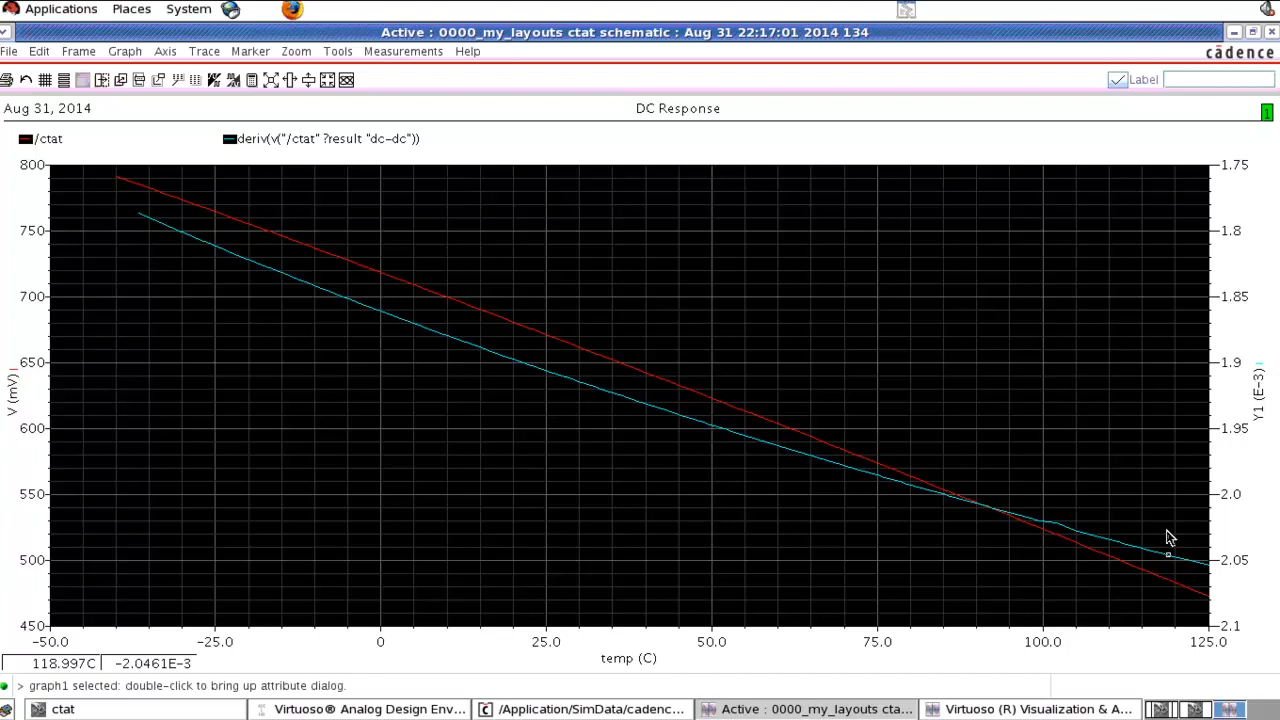 Applications Places System
Active : 0000_my_layouts ctat schematic : Aug 31 22:17:01 2014 134
File Edit Frame Graph Axis Trace Marker Zoom Tools Measurements Help
cādence
Label
Aug 31, 2014
DC Response
1
/ctat
deriv(v("/ctat" ?result "dc-dc"))
800
750
700
650
600
550
500
450
V (mV)
1.75
1.8
1.85
1.9
1.95
2.0
2.05
2.1
Y1 (E-3)
-50.0 -25.0 0 25.0 50.0 75.0 100.0 125.0
temp (C)
118.997C -2.0461E-3
> graph1 selected: double-click to bring up attribute dialog.
ctat
Virtuoso® Analog Design Env...
/Application/SimData/cadenc...
Active : 0000_my_layouts cta...
Virtuoso (R) Visualization & A...